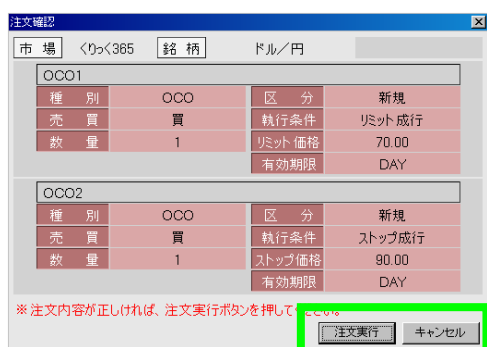 注文確認
市 場 くりっく365 銘 柄 ドル／円
OCO1
種 別 OCO 区 分 新規
売 買 買 執行条件 リミット成行
数 量 1 リミット価格 70.00
有効期限 DAY
OCO2
種 別 OCO 区 分 新規
売 買 買 執行条件 ストップ成行
数 量 1 ストップ価格 90.00
有効期限 DAY
※注文内容が正しければ、注文実行ボタンを押してください。
注文実行 キャンセル